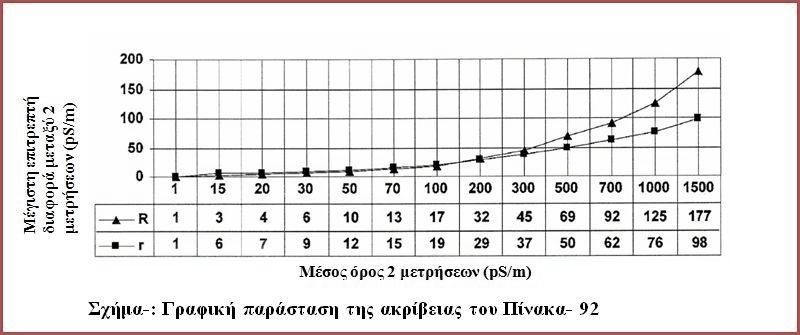 Μέγιστη επιτρεπτή
διαφορά μεταξύ 2
μετρήσεων (pS/m)
200
150
100
50
0
1 15 20 30 50 70 100 200 300 500 700 1000 1500
R 1 3 4 6 10 13 17 32 45 69 92 125 177
r 1 6 7 9 12 15 19 29 37 50 62 76 98
Μέσος όρος 2 μετρήσεων (pS/m)
Σχήμα-: Γραφική παράσταση της ακρίβειας του Πίνακα- 92